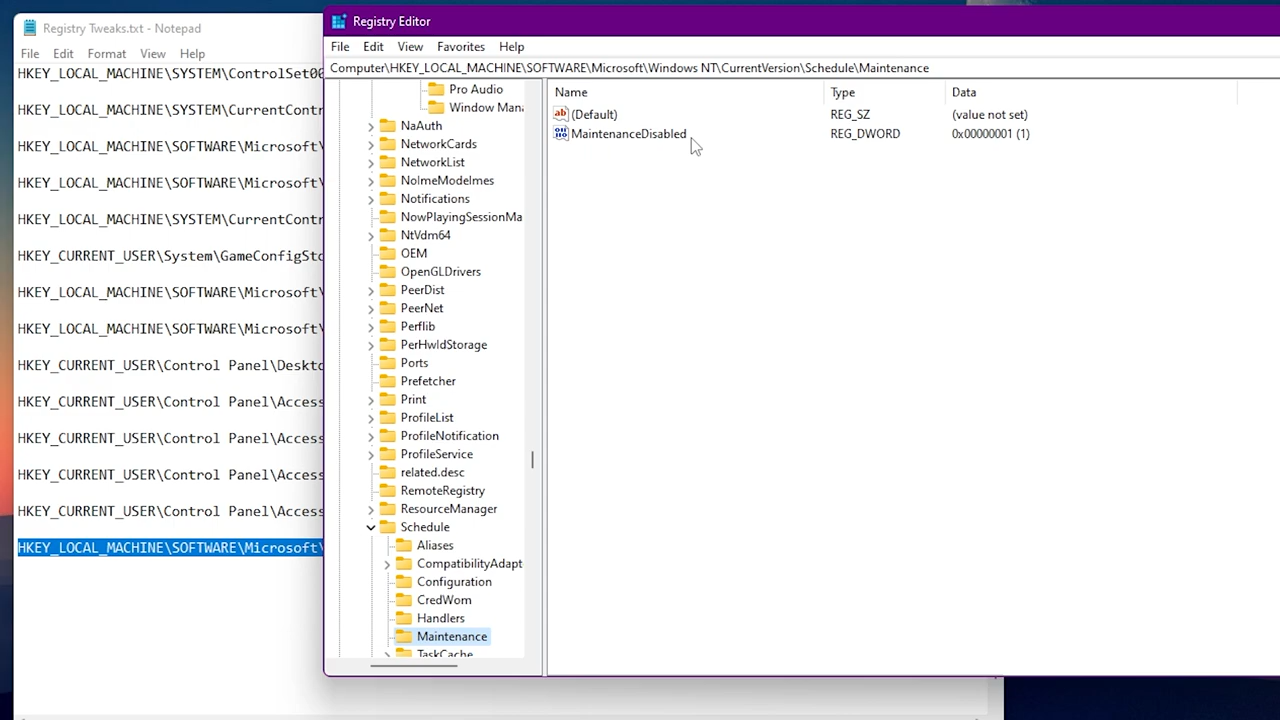 Registry Tweaks.txt - Notepad
File Edit Format View Help
HKEY_LOCAL_MACHINE\SYSTEM\ControlSet00
HKEY_LOCAL_MACHINE\SYSTEM\CurrentContr
HKEY_LOCAL_MACHINE\SOFTWARE\Microsoft\
HKEY_LOCAL_MACHINE\SOFTWARE\Microsoft\
HKEY_LOCAL_MACHINE\SYSTEM\CurrentContr
HKEY_CURRENT_USER\System\GameConfigSto
HKEY_LOCAL_MACHINE\SOFTWARE\Microsoft\
HKEY_LOCAL_MACHINE\SOFTWARE\Microsoft\
HKEY_CURRENT_USER\Control Panel\Deskto
HKEY_CURRENT_USER\Control Panel\Access
HKEY_CURRENT_USER\Control Panel\Access
HKEY_CURRENT_USER\Control Panel\Access
HKEY_CURRENT_USER\Control Panel\Access
HKEY_LOCAL_MACHINE\SOFTWARE\Microsoft\
Registry Editor
File Edit View Favorites Help
Computer\HKEY_LOCAL_MACHINE\SOFTWARE\Microsoft\Windows NT\CurrentVersion\Schedule\Maintenance
Pro Audio
Window Mana
NaAuth
NetworkCards
NetworkList
NoImeModeImes
Notifications
NowPlayingSessionMa
NtVdm64
OEM
OpenGLDrivers
PeerDist
PeerNet
Perflib
PerHwIdStorage
Ports
Prefetcher
Print
ProfileList
ProfileNotification
ProfileService
related.desc
RemoteRegistry
ResourceManager
Schedule
Aliases
CompatibilityAdapt
Configuration
CredWom
Handlers
Maintenance
TaskCache
Name Type Data
(Default) REG_SZ (value not set)
MaintenanceDisabled REG_DWORD 0x00000001 (1)